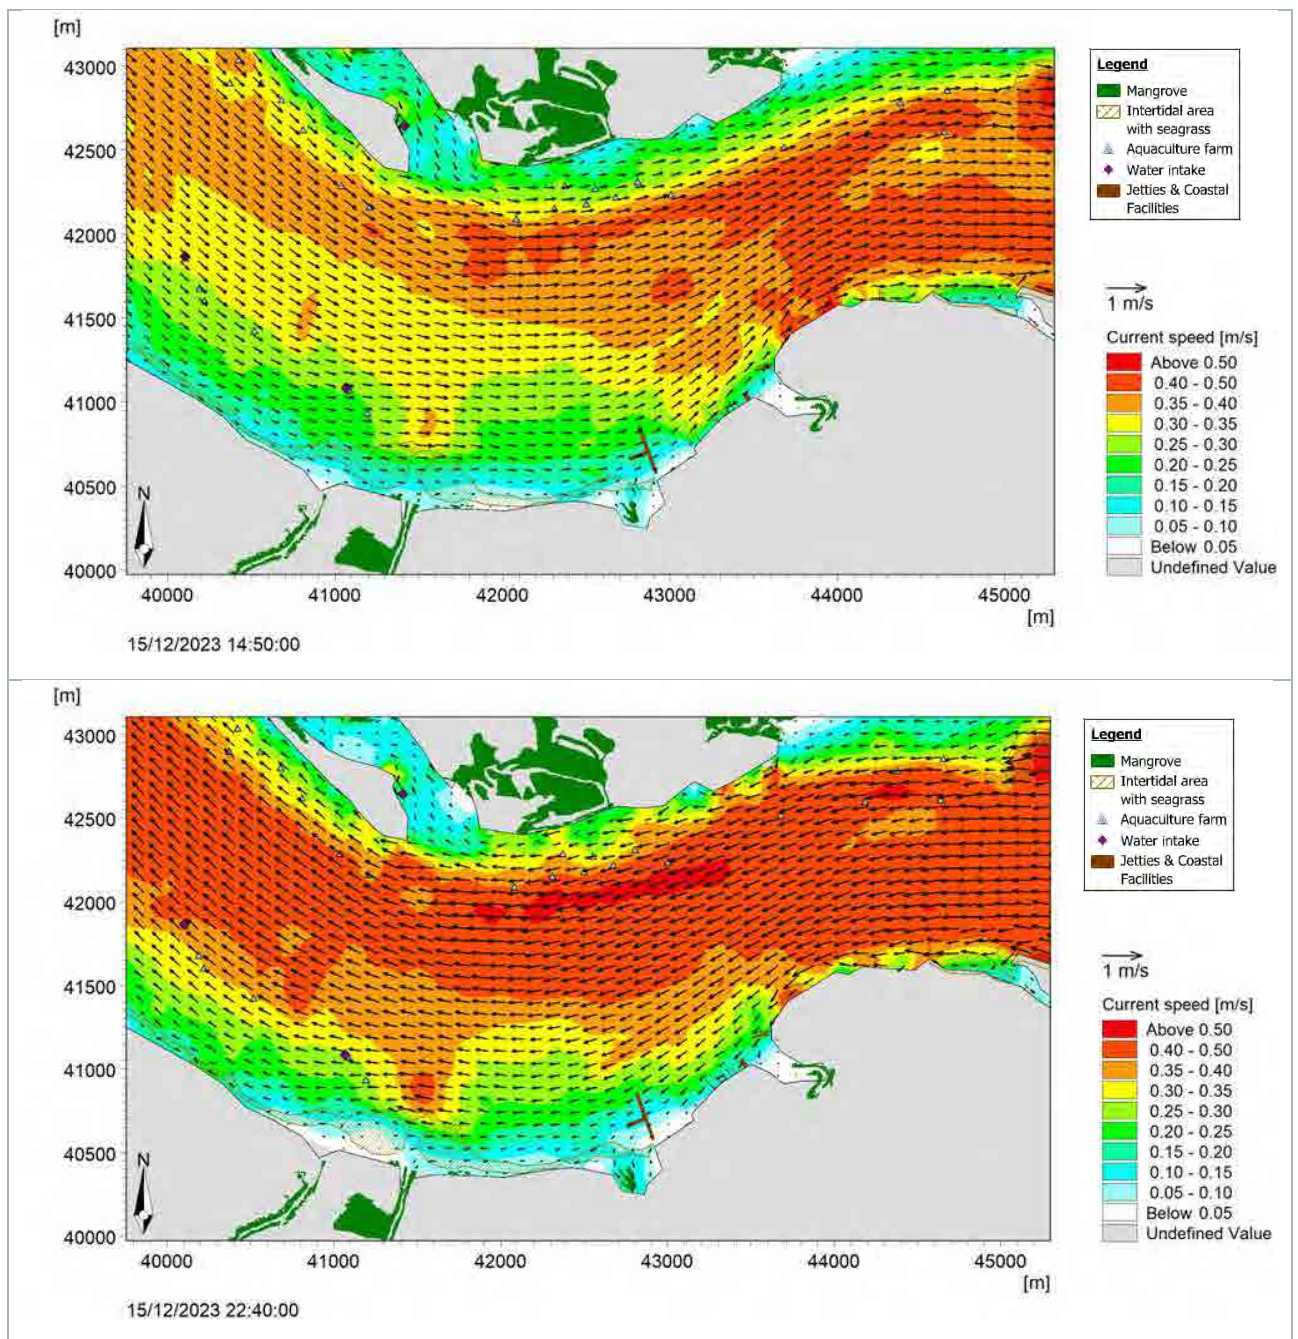 [m]
43000
42500
42000
41500
41000
40500
40000
N
40000 41000 42000 43000 44000 45000
[m]
15/12/2023 14:50:00
Legend
Mangrove
Intertidal area
with seagrass
Aquaculture farm
Water intake
Jetties & Coastal
Facilities
1 m/s
Current speed [m/s]
Above 0.50
0.40 - 0.50
0.35 - 0.40
0.30 - 0.35
0.25 - 0.30
0.20 - 0.25
0.15 - 0.20
0.10 - 0.15
0.05 - 0.10
Below 0.05
Undefined Value
[m]
43000
42500
42000
41500
41000
40500
40000
N
40000 41000 42000 43000 44000 45000
[m]
15/12/2023 22:40:00
Legend
Mangrove
Intertidal area
with seagrass
Aquaculture farm
Water intake
Jetties & Coastal
Facilities
1 m/s
Current speed [m/s]
Above 0.50
0.40 - 0.50
0.35 - 0.40
0.30 - 0.35
0.25 - 0.30
0.20 - 0.25
0.15 - 0.20
0.10 - 0.15
0.05 - 0.10
Below 0.05
Undefined Value